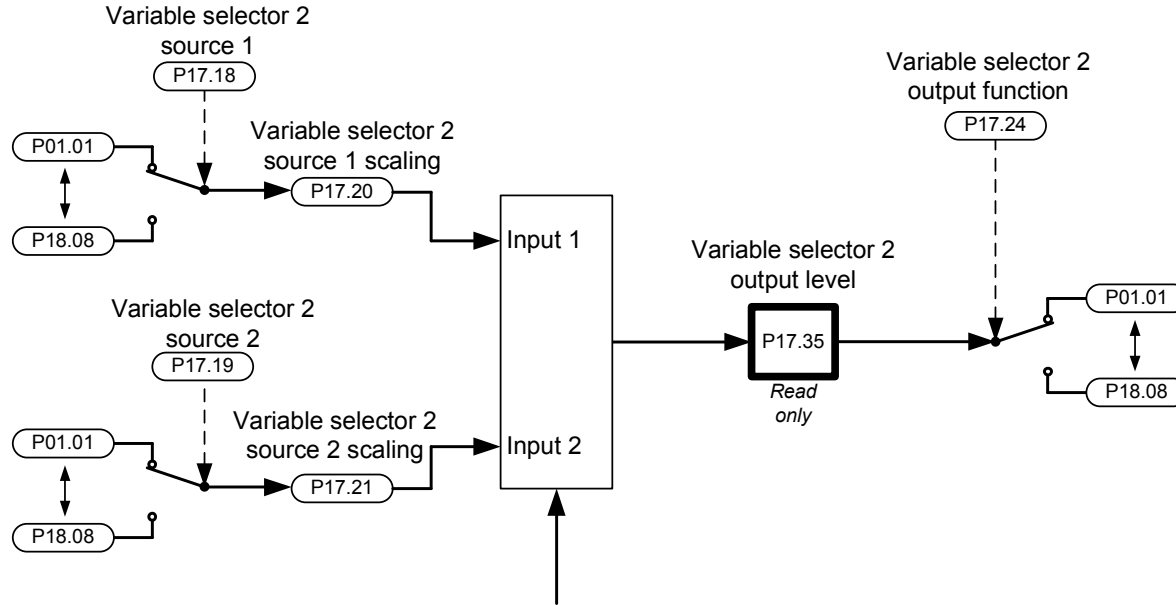 Variable selector 2
source 1
P17.18
P01.01
P18.08
Variable selector 2
source 1 scaling
P17.20
Variable selector 2
source 2
P17.19
P01.01
P18.08
Variable selector 2
source 2 scaling
P17.21
Input 1
Input 2
Variable selector 2
output level
P17.35
Read
only
Variable selector 2
output function
P17.24
P01.01
P18.08